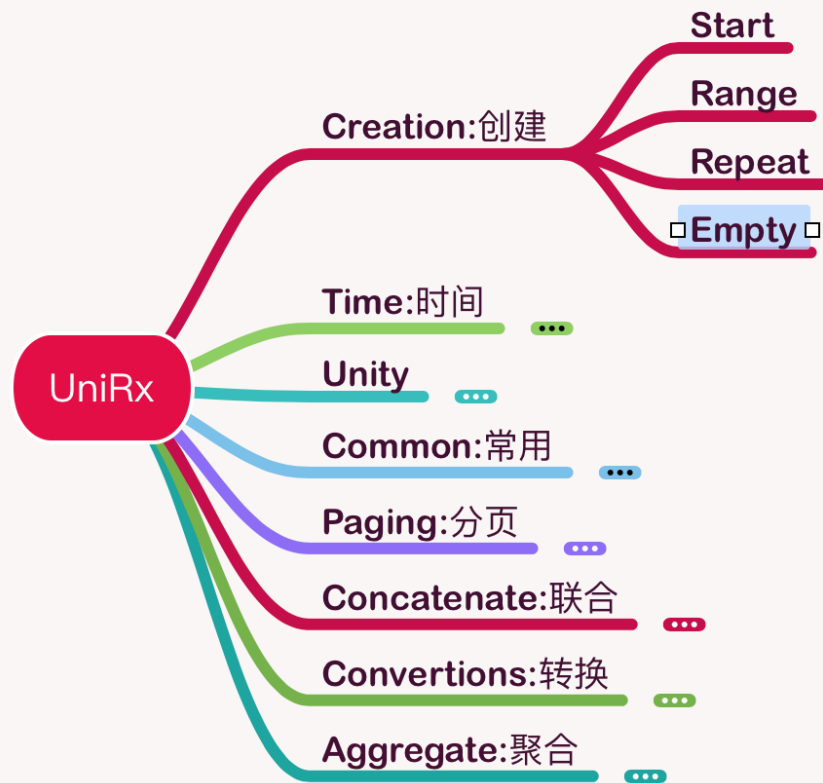 UniRx
Creation:创建
Start
Range
Repeat
Empty
Time:时间
Unity
Common:常用
Paging:分页
Concatenate:联合
Convertions:转换
Aggregate:聚合